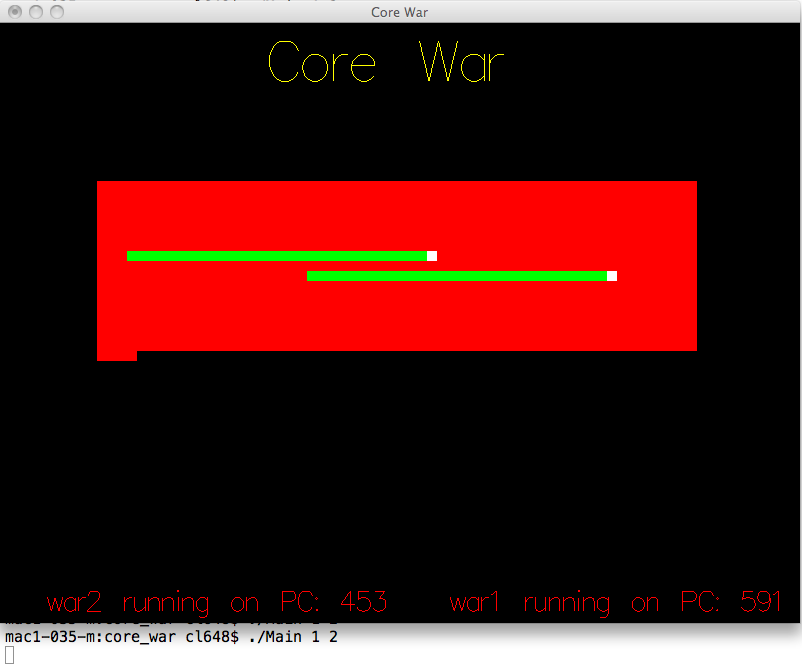 Core War
Core War
war2 running on PC: 453
war1 running on PC: 591
mac1-035-m:core_war cl648$ ./Main 1 2